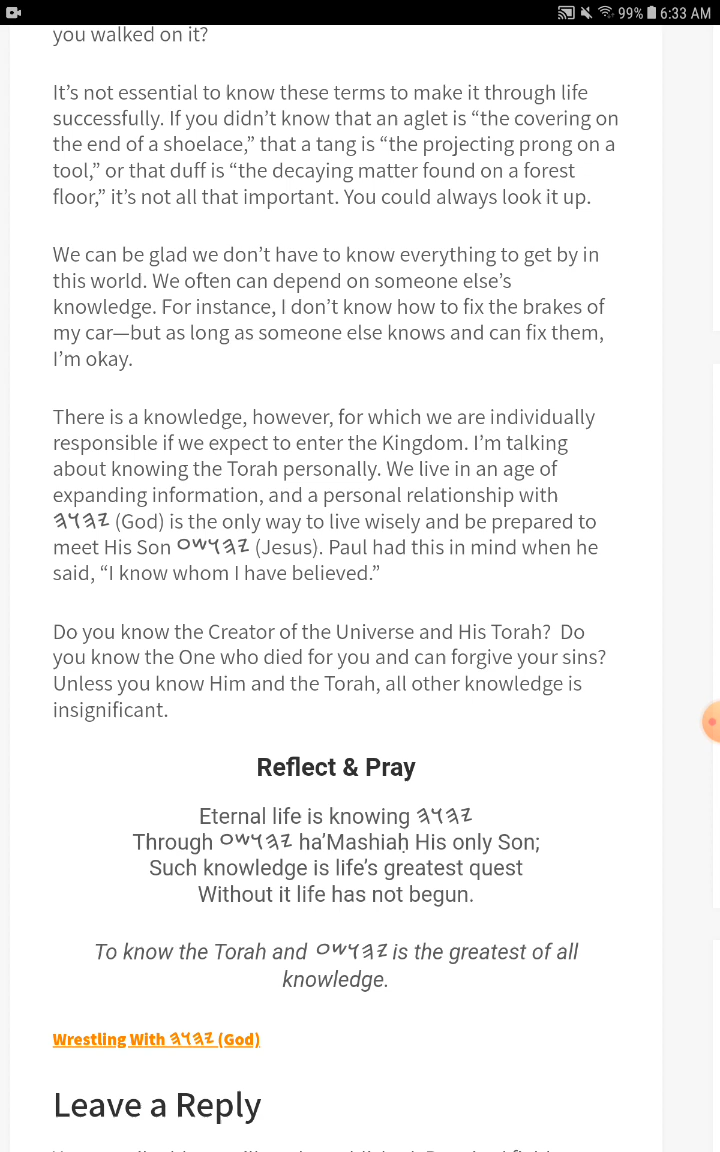 99% 6:33 AM
you walked on it?
It’s not essential to know these terms to make it through life
successfully. If you didn’t know that an aglet is “the covering on
the end of a shoelace,” that a tang is “the projecting prong on a
tool,” or that duff is “the decaying matter found on a forest
floor,” it’s not all that important. You could always look it up.
We can be glad we don’t have to know everything to get by in
this world. We often can depend on someone else’s
knowledge. For instance, I don’t know how to fix the brakes of
my car—but as long as someone else knows and can fix them,
I’m okay.
There is a knowledge, however, for which we are individually
responsible if we expect to enter the Kingdom. I’m talking
about knowing the Torah personally. We live in an age of
expanding information, and a personal relationship with
𐤉𐤄𐤅𐤄 (God) is the only way to live wisely and be prepared to
meet His Son 𐤉𐤄𐤅𐤔𐤏 (Jesus). Paul had this in mind when he
said, “I know whom I have believed.”
Do you know the Creator of the Universe and His Torah?  Do
you know the One who died for you and can forgive your sins?
Unless you know Him and the Torah, all other knowledge is
insignificant.
Reflect & Pray
Eternal life is knowing 𐤉𐤄𐤅𐤄
Through 𐤉𐤄𐤅𐤔𐤏 ha’Mashiaḥ His only Son;
Such knowledge is life’s greatest quest
Without it life has not begun.
To know the Torah and 𐤉𐤄𐤅𐤔𐤏 is the greatest of all
knowledge.
Wrestling With 𐤉𐤄𐤅𐤄 (God)
Leave a Reply